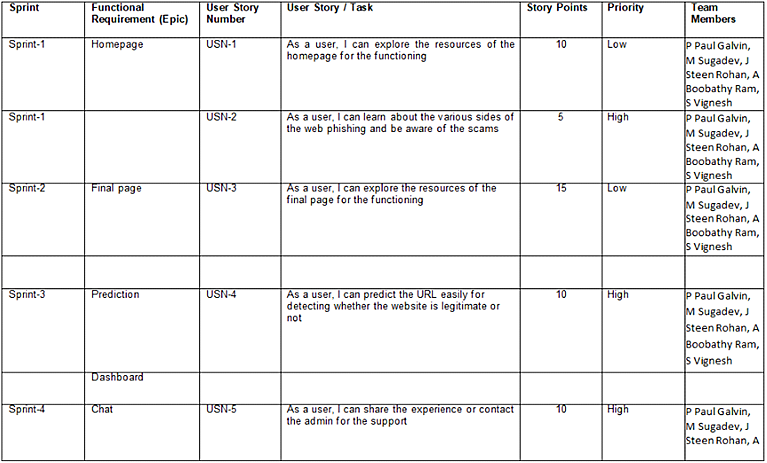 Sprint Functional Requirement (Epic) User Story Number User Story / Task Story Points Priority Team Members
Sprint-1 Homepage USN-1 As a user, I can explore the resources of the 10 Low P Paul Galvin,
homepage for the functioning M Sugadev, J
Steen Rohan, A
Boobathy Ram,
S Vignesh
Sprint-1 USN-2 As a user, I can learn about the various sides of 5 High P Paul Galvin,
the web phishing and be aware of the scams M Sugadev, J
Steen Rohan, A
Boobathy Ram,
S Vignesh
Sprint-2 Final page USN-3 As a user, I can explore the resources of the 15 Low P Paul Galvin,
final page for the functioning M Sugadev, J
Steen Rohan, A
Boobathy Ram,
S Vignesh
Sprint-3 Prediction USN-4 As a user, I can predict the URL easily for 10 High P Paul Galvin,
detecting whether the website is legitimate or M Sugadev, J
not Steen Rohan, A
Boobathy Ram,
S Vignesh
Dashboard
Sprint-4 Chat USN-5 As a user, I can share the experience or contact 10 High P Paul Galvin,
the admin for the support M Sugadev, J
Steen Rohan, A